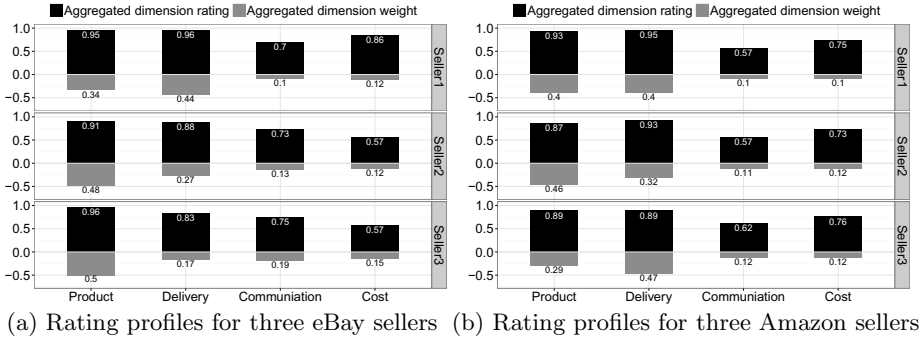 Aggregated dimension rating Aggregated dimension weight
1.0 0.95 0.96 0.7 0.86 Seller1
0.5
0.0
−0.5 0.34 0.44 0.1 0.12
1.0 0.91 0.88 0.73 0.57 Seller2
0.5
0.0
−0.5 0.48 0.27 0.13 0.12
1.0 0.96 0.83 0.75 0.57 Seller3
0.5
0.0
−0.5 0.5 0.17 0.19 0.15
Product Delivery Communiation Cost
(a) Rating profiles for three eBay sellers
Aggregated dimension rating Aggregated dimension weight
1.0 0.93 0.95 0.57 0.75 Seller1
0.5
0.0
−0.5 0.4 0.4 0.1 0.1
1.0 0.87 0.93 0.57 0.73 Seller2
0.5
0.0
−0.5 0.46 0.32 0.11 0.12
1.0 0.89 0.89 0.62 0.76 Seller3
0.5
0.0
−0.5 0.29 0.47 0.12 0.12
Product Delivery Communiation Cost
(b) Rating profiles for three Amazon sellers